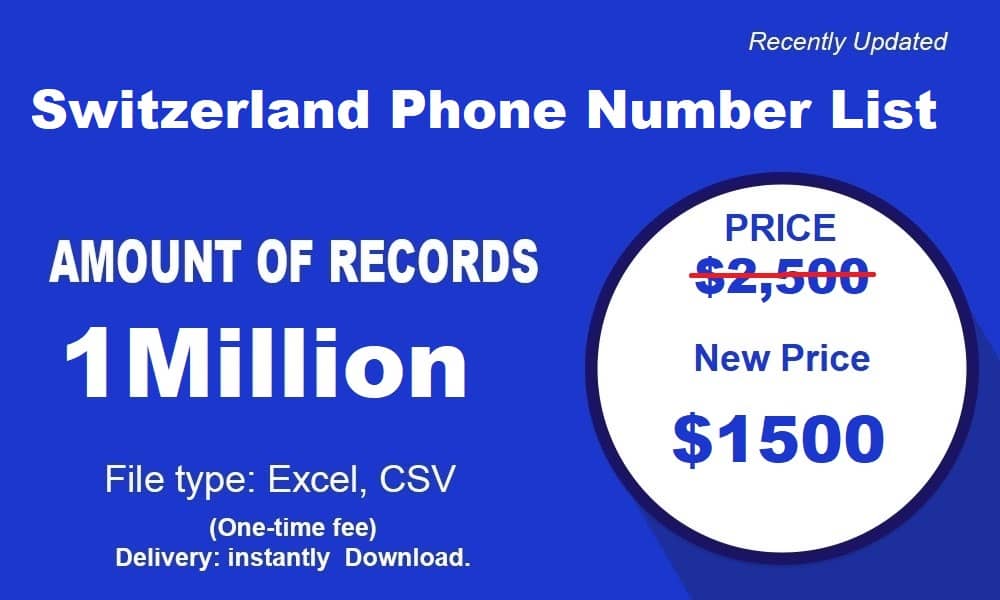 Recently Updated
Switzerland Phone Number List
AMOUNT OF RECORDS
1Million
File type: Excel, CSV
(One-time fee)
Delivery: instantly Download.
PRICE
$2,500
New Price
$1500